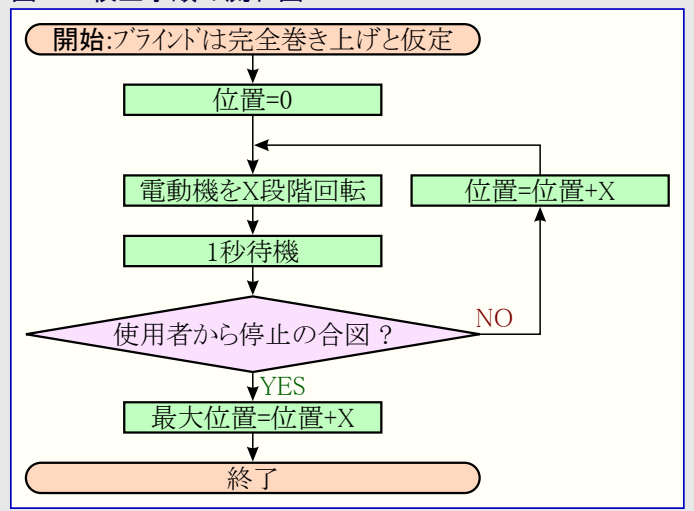 開始:ブラインドは完全巻き上げと仮定
位置=0
電動機をX段階回転
位置=位置+X
1秒待機
使用者から停止の合図？
NO
YES
最大位置=位置+X
終了